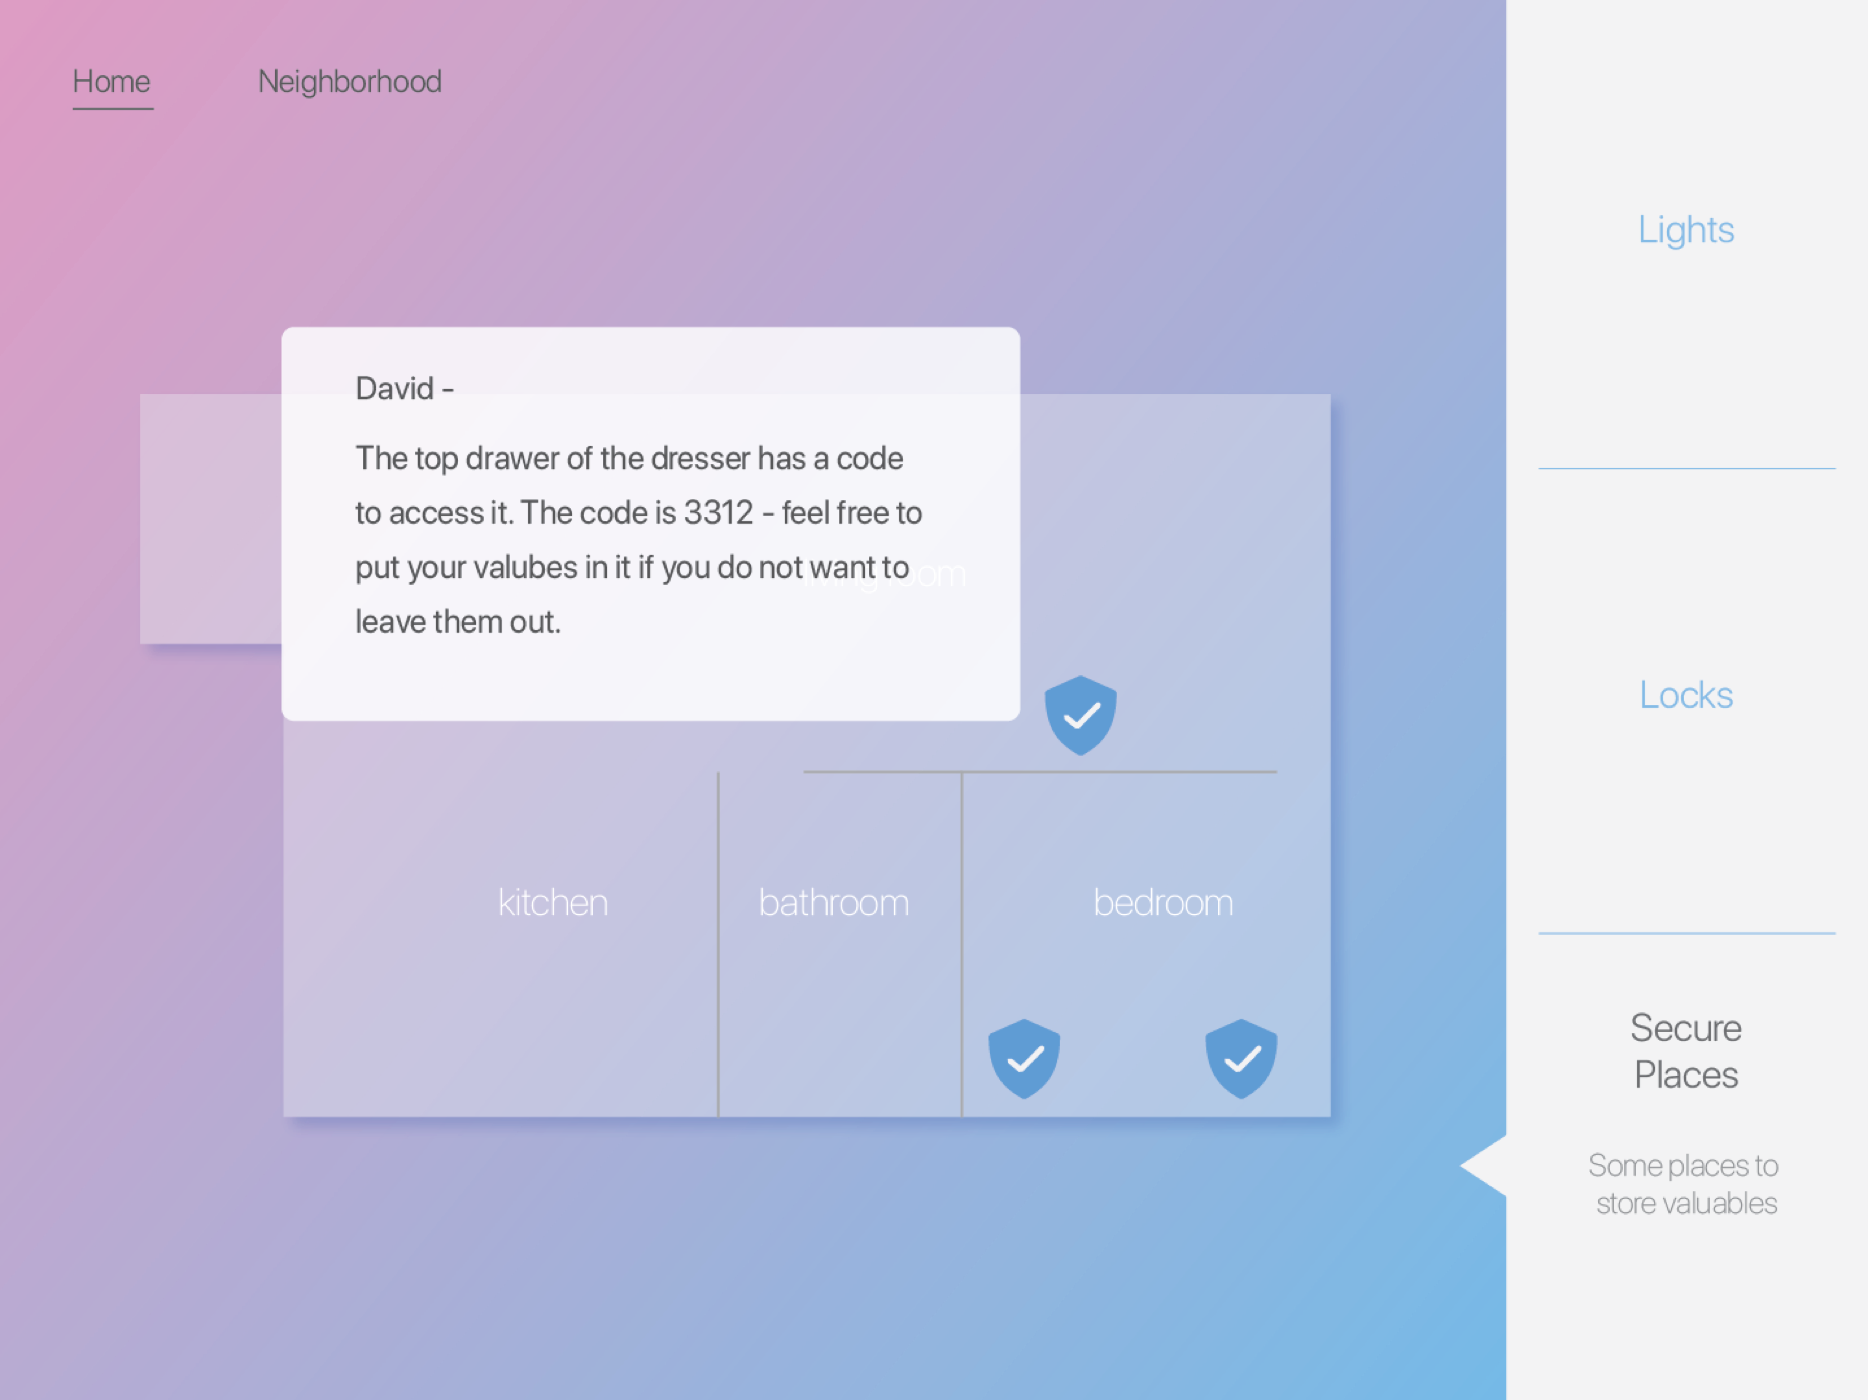 Home
Neighborhood
Lights
David -
The top drawer of the dresser has a code
to access it. The code is 3312 - feel free to
put your valubes in it if you do not want to
leave them out.
living room
Locks
kitchen
bathroom
bedroom
Secure
Places
Some places to
store valuables